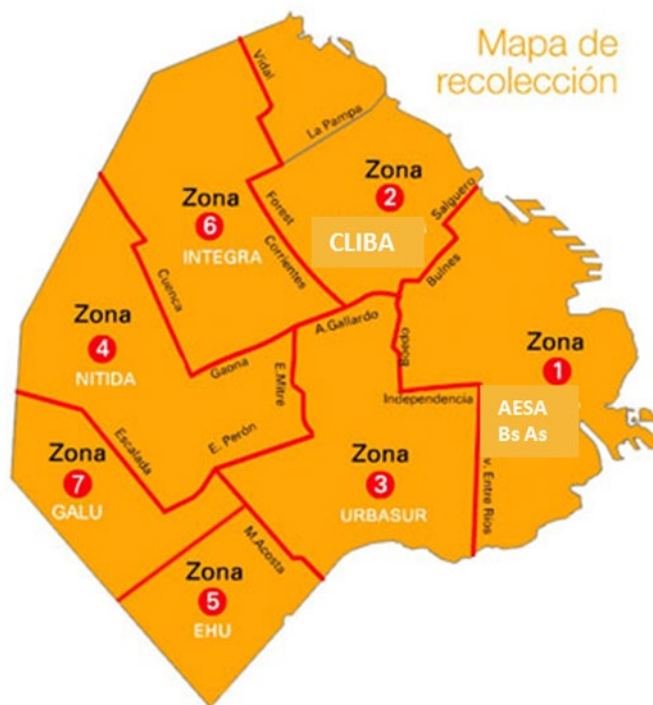 Mapa de
recolección
Vidal
La Pampa
Zona
2
CLIBA
Salguero
Bulnes
Zona
6
INTEGRA
Forest
Corrientes
Cuenca
Zona
4
NITIDA
Gaona
A.Gallardo
Boedo
Zona
1
AESA
Bs As
Independencia
E.Mitre
E. Perón
Escalada
Zona
7
GALU
Zona
3
URBASUR
v. Entre Ríos
M.Acosta
Zona
5
EHU